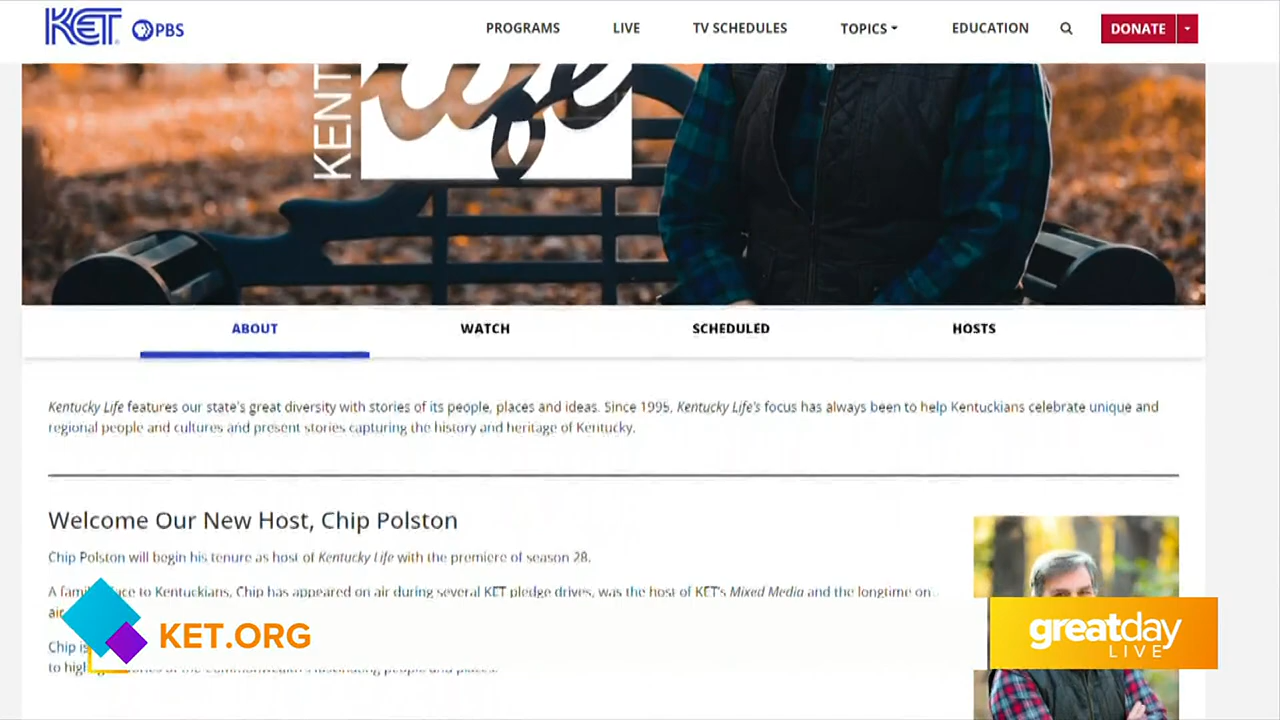 KET PBS
PROGRAMS LIVE TV SCHEDULES TOPICS EDUCATION DONATE
KENT
life
ABOUT WATCH SCHEDULED HOSTS
Kentucky Life features our state's great diversity with stories of its people, places and ideas. Since 1995, Kentucky Life's focus has always been to help Kentuckians celebrate unique and
regional people and cultures and present stories capturing the history and heritage of Kentucky.
Welcome Our New Host, Chip Polston
Chip Polston will begin his tenure as host of Kentucky Life with the premiere of season 28.
to Kentuckians, Chip has appeared on air during several KET pledge drives, was the host of KET's Mixed Media and the longtime on
Chip
to
KET.ORG
greatday
LIVE